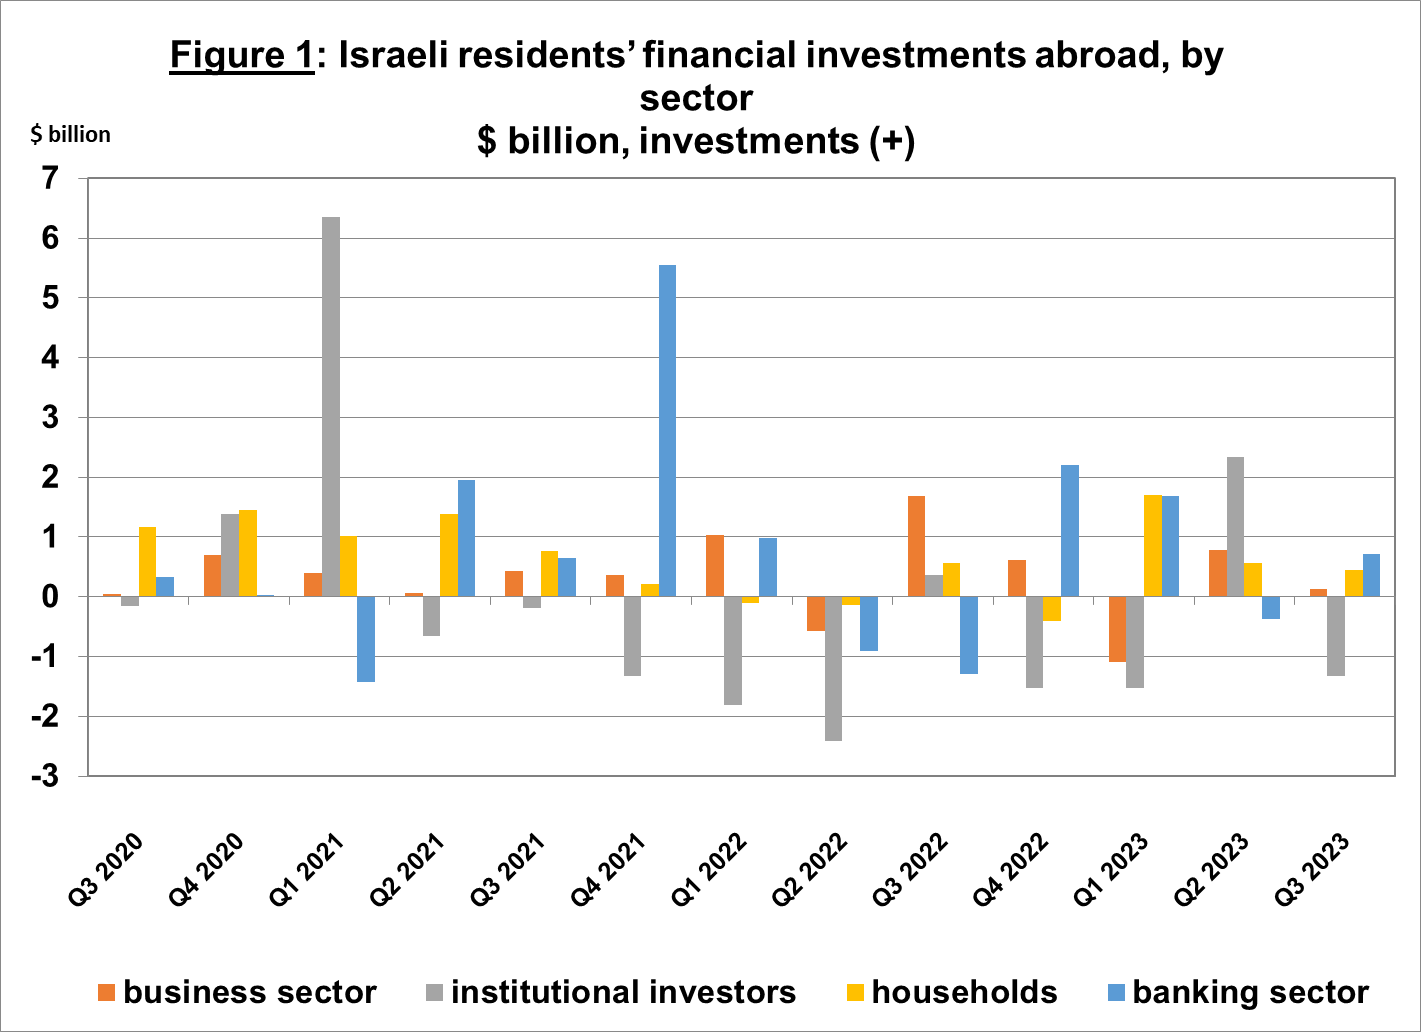 Figure 1: Israeli residents’ financial investments abroad, by
sector
$ billion, investments (+)
$ billion
7
6
5
4
3
2
1
0
-1
-2
-3
Q3 2020
Q4 2020
Q1 2021
Q2 2021
Q3 2021
Q4 2021
Q1 2022
Q2 2022
Q3 2022
Q4 2022
Q1 2023
Q2 2023
Q3 2023
business sector
institutional investors
households
banking sector